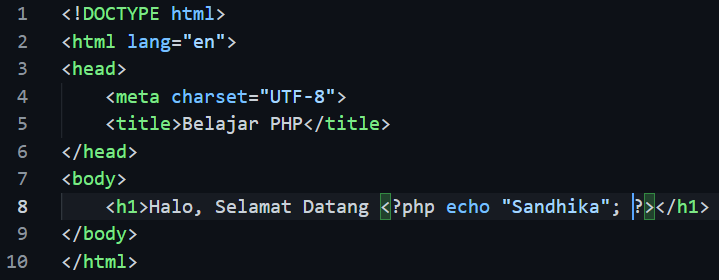 1 <!DOCTYPE html>
2 <html lang="en">
3 <head>
4     <meta charset="UTF-8">
5     <title>Belajar PHP</title>
6 </head>
7 <body>
8     <h1>Halo, Selamat Datang <?php echo "Sandhika"; ?></h1>
9 </body>
10 </html>